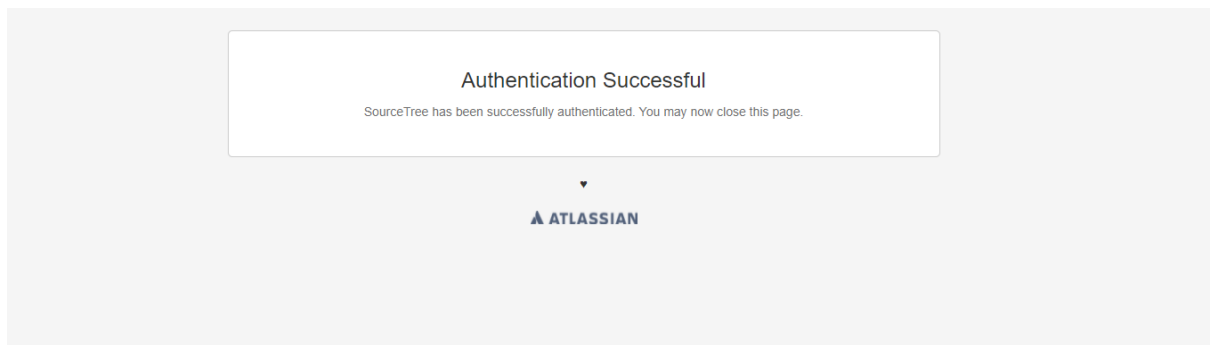 Authentication Successful
SourceTree has been successfully authenticated. You may now close this page.
♥
ATLASSIAN